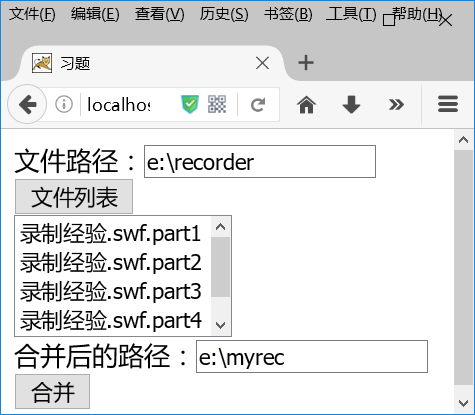 文件(F) 编辑(E) 查看(V) 历史(S) 书签(B) 工具(T) 帮助(H)
习题
localhos
文件路径：e:\recorder
文件列表
录制经验.swf.part1
录制经验.swf.part2
录制经验.swf.part3
录制经验.swf.part4
合并后的路径：e:\myrec
合并